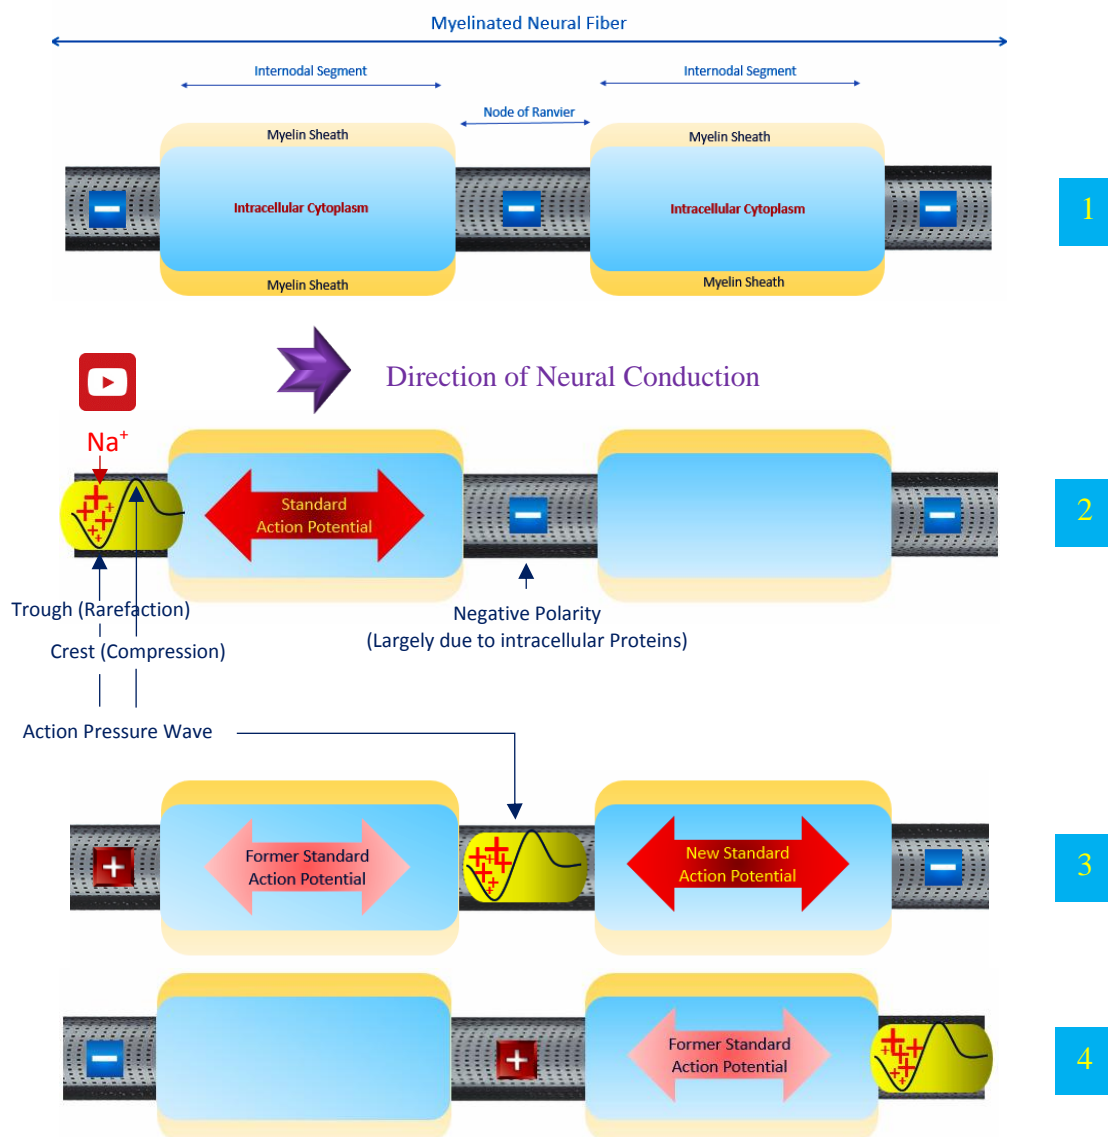 Myelinated Neural Fiber
Internodal Segment
Internodal Segment
Node of Ranvier
Myelin Sheath
Myelin Sheath
Intracellular Cytoplasm
Intracellular Cytoplasm
1
Myelin Sheath
Myelin Sheath
Direction of Neural Conduction
Na⁺
Standard
Action Potential
2
Trough (Rarefaction)
Negative Polarity
(Largely due to intracellular Proteins)
Crest (Compression)
Action Pressure Wave
Former Standard
Action Potential
New Standard
Action Potential
3
Former Standard
Action Potential
4